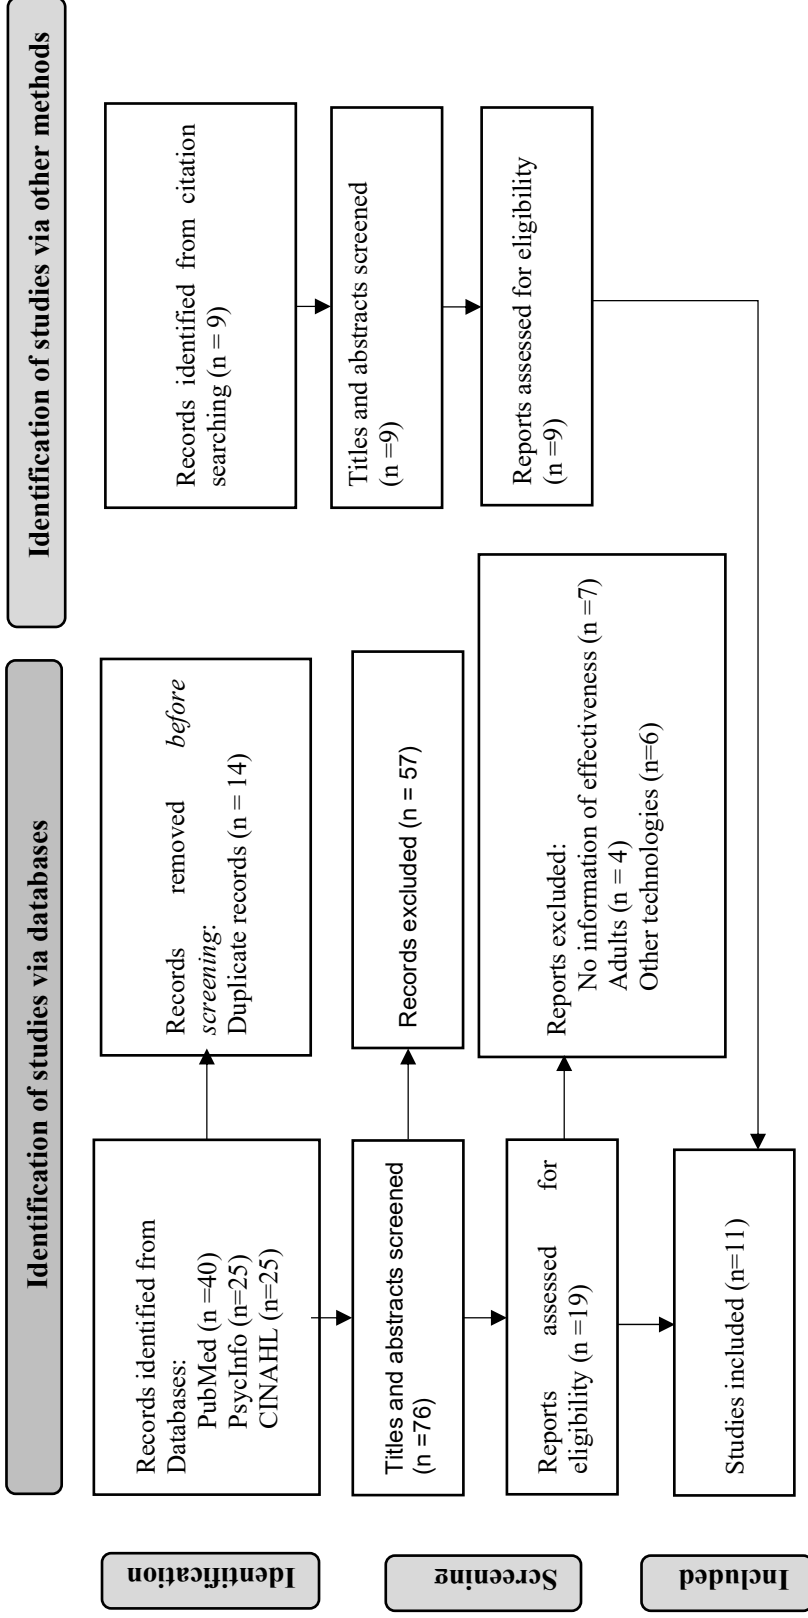 Identification of studies via databases
Identification of studies via other methods
Identification
Records identified from
Databases:
PubMed (n =40)
PsycInfo (n=25)
CINAHL (n=25)
Records removed before
screening:
Duplicate records (n = 14)
Records identified from citation
searching (n = 9)
Screening
Titles and abstracts screened
(n =76)
Records excluded (n = 57)
Titles and abstracts screened
(n =9)
Reports assessed for
eligibility (n =19)
Reports excluded:
No information of effectiveness (n =7)
Adults (n = 4)
Other technologies (n=6)
Reports assessed for eligibility
(n =9)
Included
Studies included (n=11)